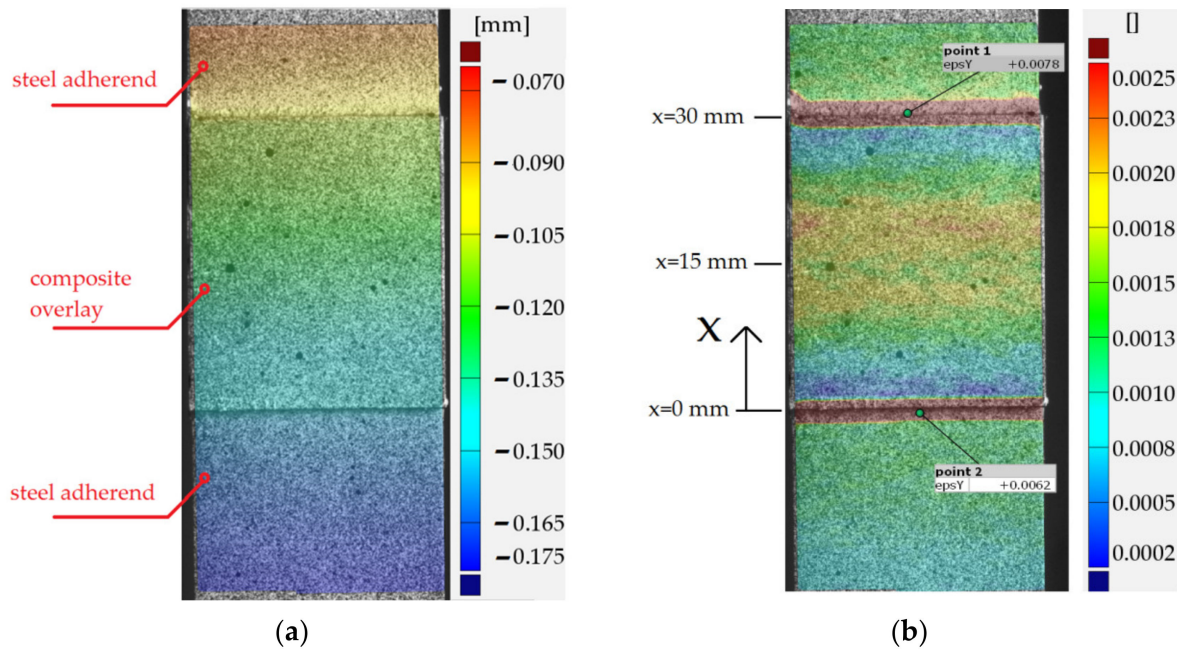 [mm]
steel adherend
composite
overlay
steel adherend
-0.070
-0.090
-0.105
-0.120
-0.135
-0.150
-0.165
-0.175
(a)
[]
point 1
epsY +0.0078
x=30 mm
x=15 mm
X
x=0 mm
point 2
epsY +0.0062
0.0025
0.0023
0.0020
0.0018
0.0015
0.0013
0.0010
0.0008
0.0005
0.0002
(b)